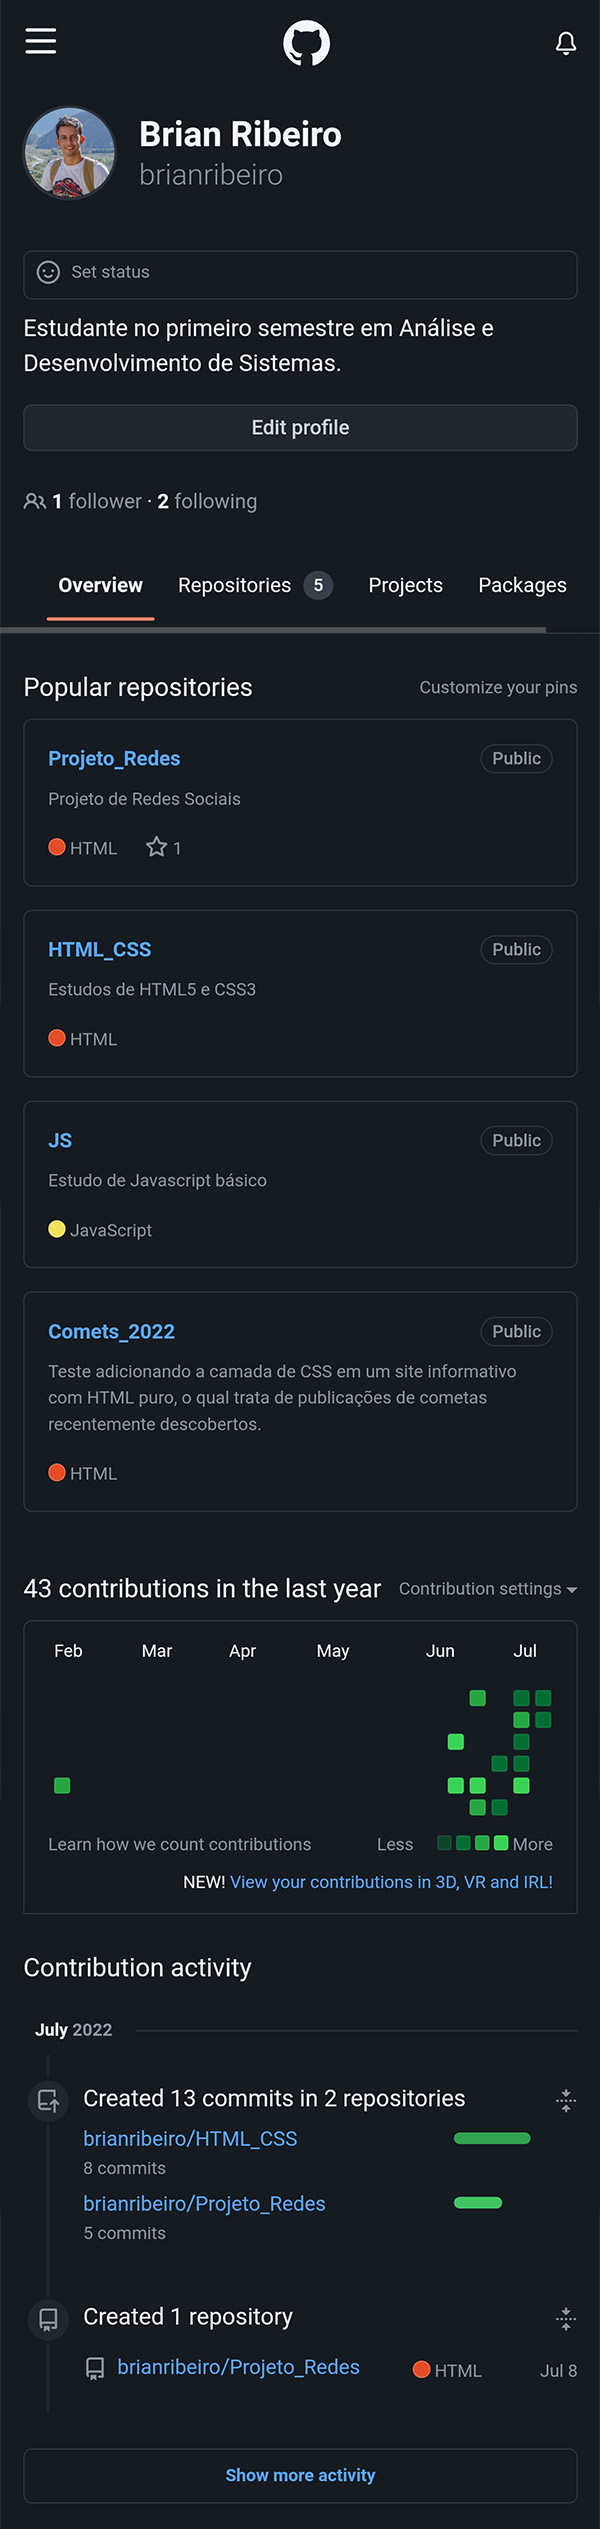 Brian Ribeiro
brianribeiro
Set status
Estudante no primeiro semestre em Análise e
Desenvolvimento de Sistemas.
Edit profile
1 follower · 2 following
Overview Repositories 5 Projects Packages
Popular repositories Customize your pins
Projeto_Redes Public
Projeto de Redes Sociais
HTML 1
HTML_CSS Public
Estudos de HTML5 e CSS3
HTML
JS Public
Estudo de Javascript básico
JavaScript
Comets_2022 Public
Teste adicionando a camada de CSS em um site informativo
com HTML puro, o qual trata de publicações de cometas
recentemente descobertos.
HTML
43 contributions in the last year Contribution settings
Feb Mar Apr May Jun Jul
Learn how we count contributions Less More
NEW! View your contributions in 3D, VR and IRL!
Contribution activity
July 2022
Created 13 commits in 2 repositories
brianribeiro/HTML_CSS
8 commits
brianribeiro/Projeto_Redes
5 commits
Created 1 repository
brianribeiro/Projeto_Redes HTML Jul 8
Show more activity